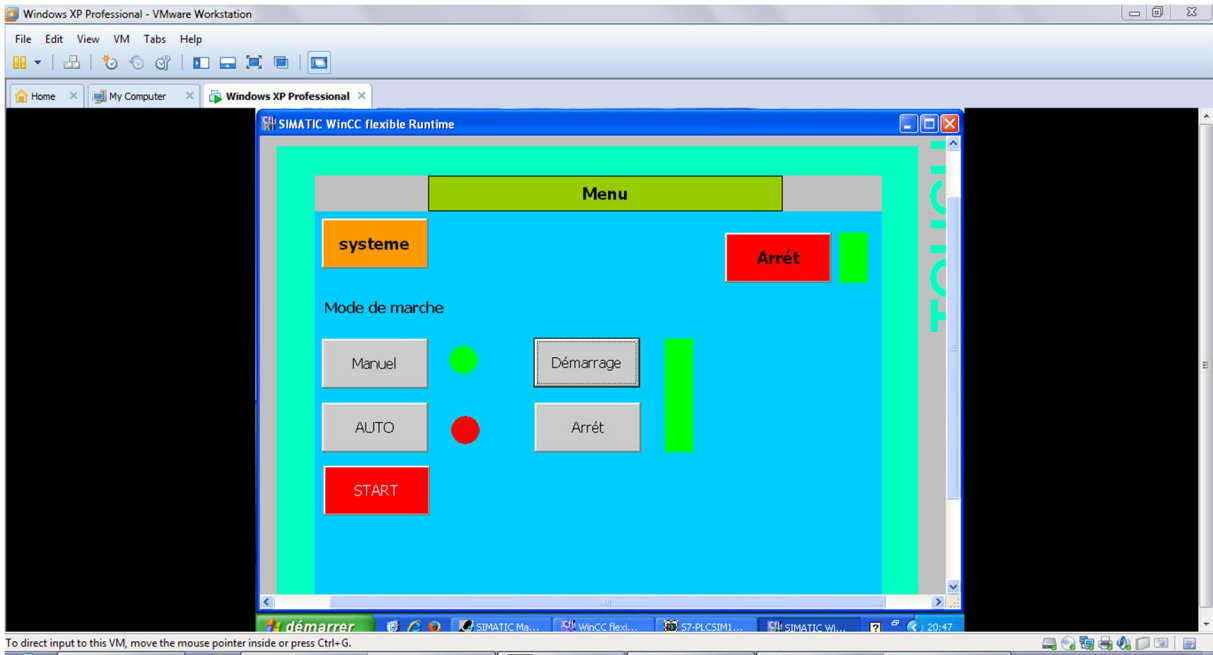 Windows XP Professional - VMware Workstation
File Edit View VM Tabs Help
Home My Computer Windows XP Professional
SIMATIC WinCC flexible Runtime
TOUCH
Menu
systeme
Arrét
Mode de marche
Manuel Démarrage
AUTO Arrét
START
démarrer SIMATIC Ma... WinCC flexi... S7-PLCSIM1... SIMATIC Wi... 20:47
To direct input to this VM, move the mouse pointer inside or press Ctrl+G.